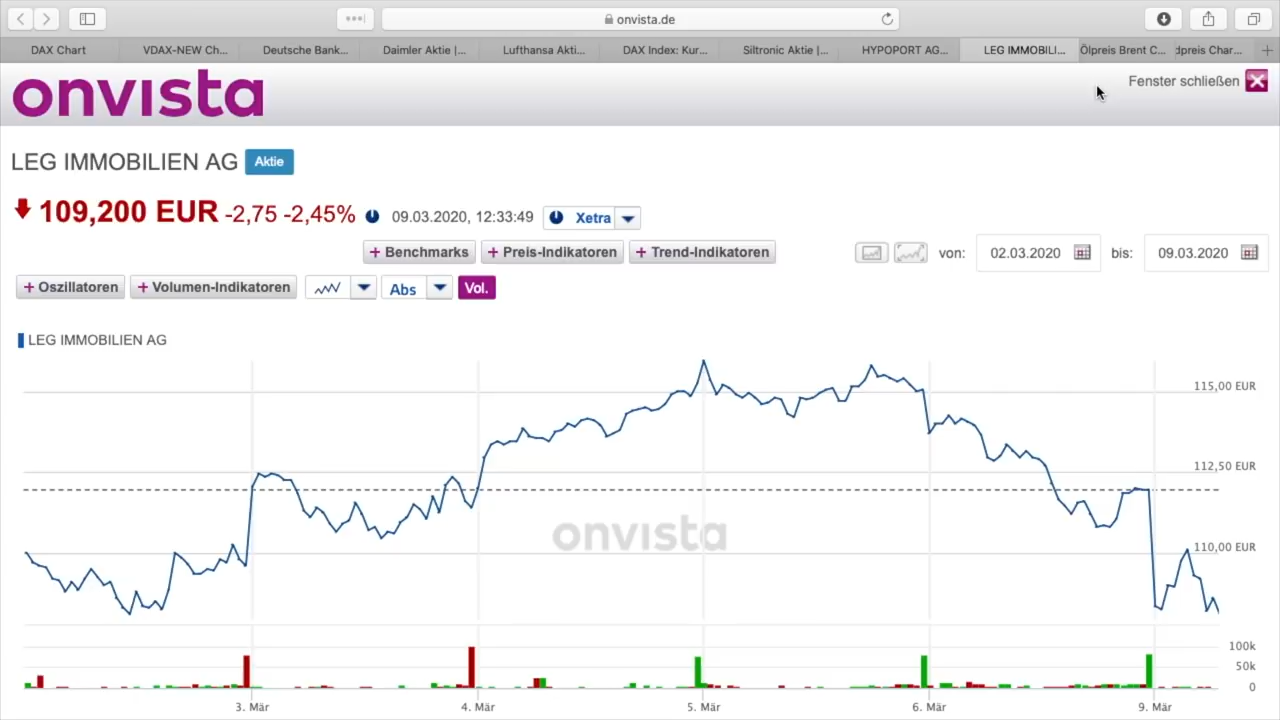 onvista.de
DAX Chart
VDAX-NEW Ch...
Deutsche Bank...
Daimler Aktie |...
Lufthansa Akti...
DAX Index: Kur...
Siltronic Aktie |...
HYPOPORT AG...
LEG IMMOBILI...
Ölpreis Brent C...
dpreis Char...
onvista
Fenster schließen
LEG IMMOBILIEN AG Aktie
109,200 EUR -2,75 -2,45% 09.03.2020, 12:33:49 Xetra
+ Benchmarks + Preis-Indikatoren + Trend-Indikatoren von: 02.03.2020 bis: 09.03.2020
+ Oszillatoren + Volumen-Indikatoren Abs Vol.
LEG IMMOBILIEN AG
115,00 EUR
112,50 EUR
onvista
110,00 EUR
100k
50k
0
3. Mär 4. Mär 5. Mär 6. Mär 9. Mär